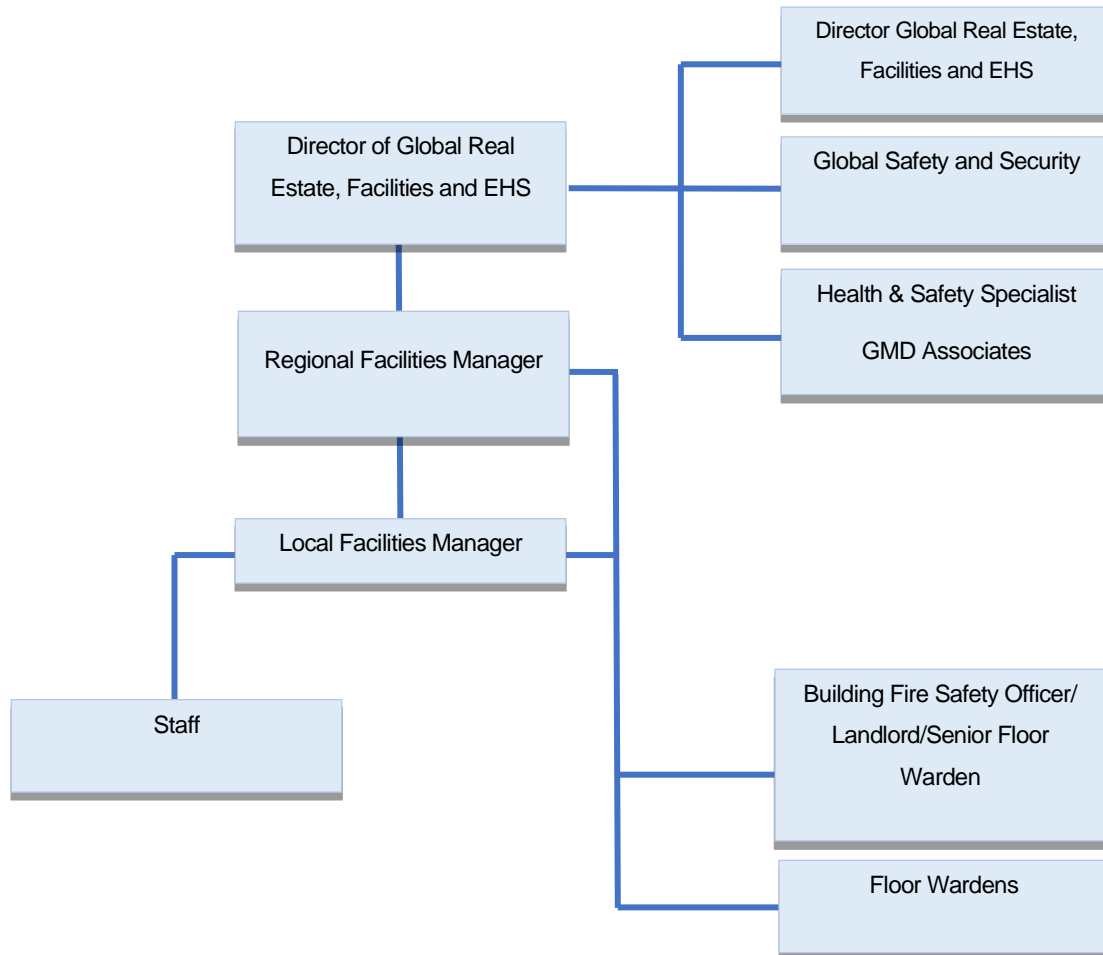 Director Global Real Estate,
Facilities and EHS
Director of Global Real
Estate, Facilities and EHS
Global Safety and Security
Health & Safety Specialist
GMD Associates
Regional Facilities Manager
Local Facilities Manager
Staff
Building Fire Safety Officer/
Landlord/Senior Floor
Warden
Floor Wardens